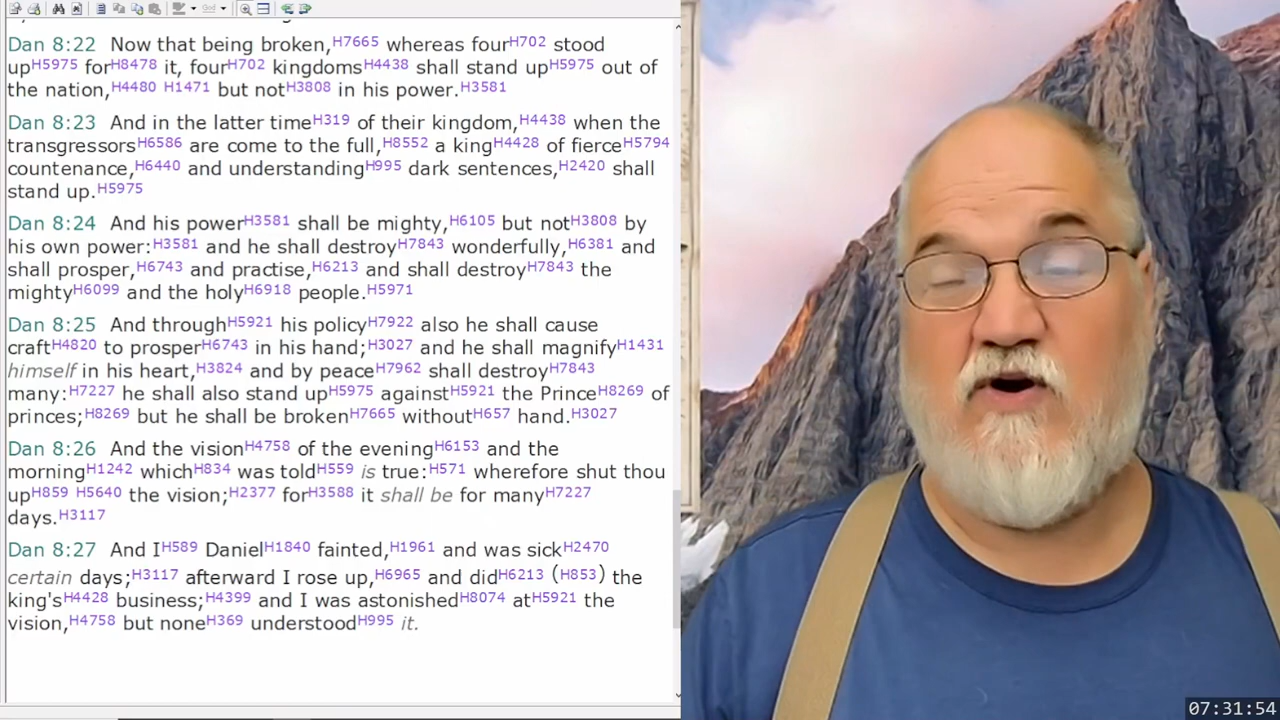 Dan 8:22 Now that being broken,H7665 whereas fourH702 stood
upH5975 forH8478 it, fourH702 kingdomsH4438 shall stand upH5975 out of
the nation,H4480 H1471 but notH3808 in his power.H3581
Dan 8:23 And in the latter timeH319 of their kingdom,H4438 when the
transgressorsH6586 are come to the full,H8552 a kingH4428 of fierceH5794
countenance,H6440 and understandingH995 dark sentences,H2420 shall
stand up.H5975
Dan 8:24 And his powerH3581 shall be mighty,H6105 but notH3808 by
his own power:H3581 and he shall destroyH7843 wonderfully,H6381 and
shall prosper,H6743 and practise,H6213 and shall destroyH7843 the
mightyH6099 and the holyH6918 people.H5971
Dan 8:25 And throughH5921 his policyH7922 also he shall cause
craftH4820 to prosperH6743 in his hand;H3027 and he shall magnifyH1431
himself in his heart,H3824 and by peaceH7962 shall destroyH7843
many:H7227 he shall also stand upH5975 againstH5921 the PrinceH8269 of
princes;H8269 but he shall be brokenH7665 withoutH657 hand.H3027
Dan 8:26 And the visionH4758 of the eveningH6153 and the
morningH1242 whichH834 was toldH559 is true:H571 wherefore shut thou
upH859 H5640 the vision;H2377 forH3588 it shall be for manyH7227
days.H3117
Dan 8:27 And IH589 DanielH1840 fainted,H1961 and was sickH2470
certain days;H3117 afterward I rose up,H6965 and didH6213 (H853) the
king'sH4428 business;H4399 and I was astonishedH8074 atH5921 the
vision,H4758 but noneH369 understoodH995 it.
07:31:54